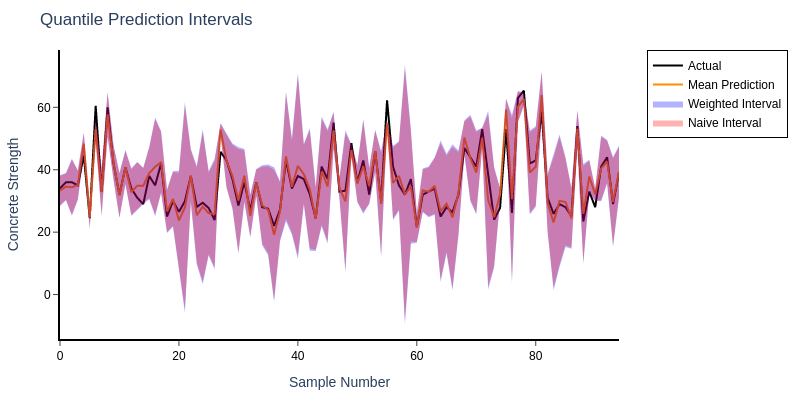 Quantile Prediction Intervals
Actual
Mean Prediction
Weighted Interval
Naive Interval
Concrete Strength
60
40
20
0
0 20 40 60 80
Sample Number